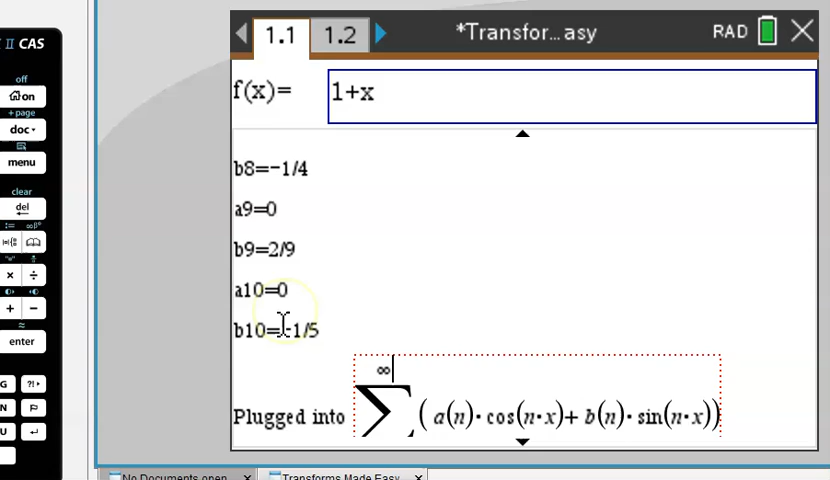 II CAS
off
on
+page
doc▾
menu
clear
del
enter
G
?!▸
N
U
1.1
1.2
*Transfor...asy
RAD
f(x)=
1+x
b8=-1/4
a9=0
b9=2/9
a10=0
b10=-1/5
∞
Plugged into ∑ ( a(n)·cos(n·x)+ b(n)·sin(n·x))
No Documents open
Transforms Made Easy